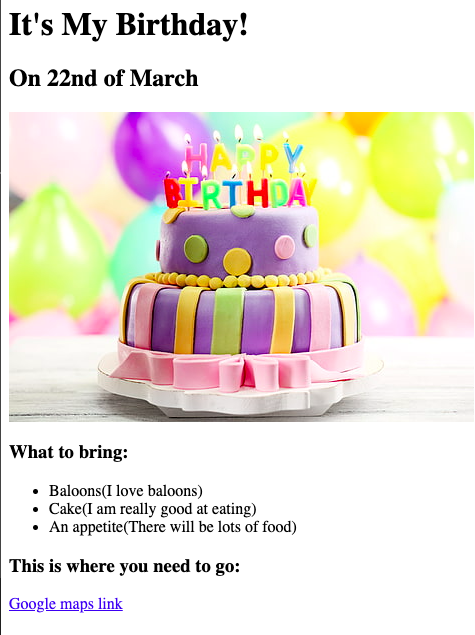 It's My Birthday!
On 22nd of March
HAPPY
BIRTHDAY
What to bring:
Baloons(I love baloons)
Cake(I am really good at eating)
An appetite(There will be lots of food)
This is where you need to go:
Google maps link